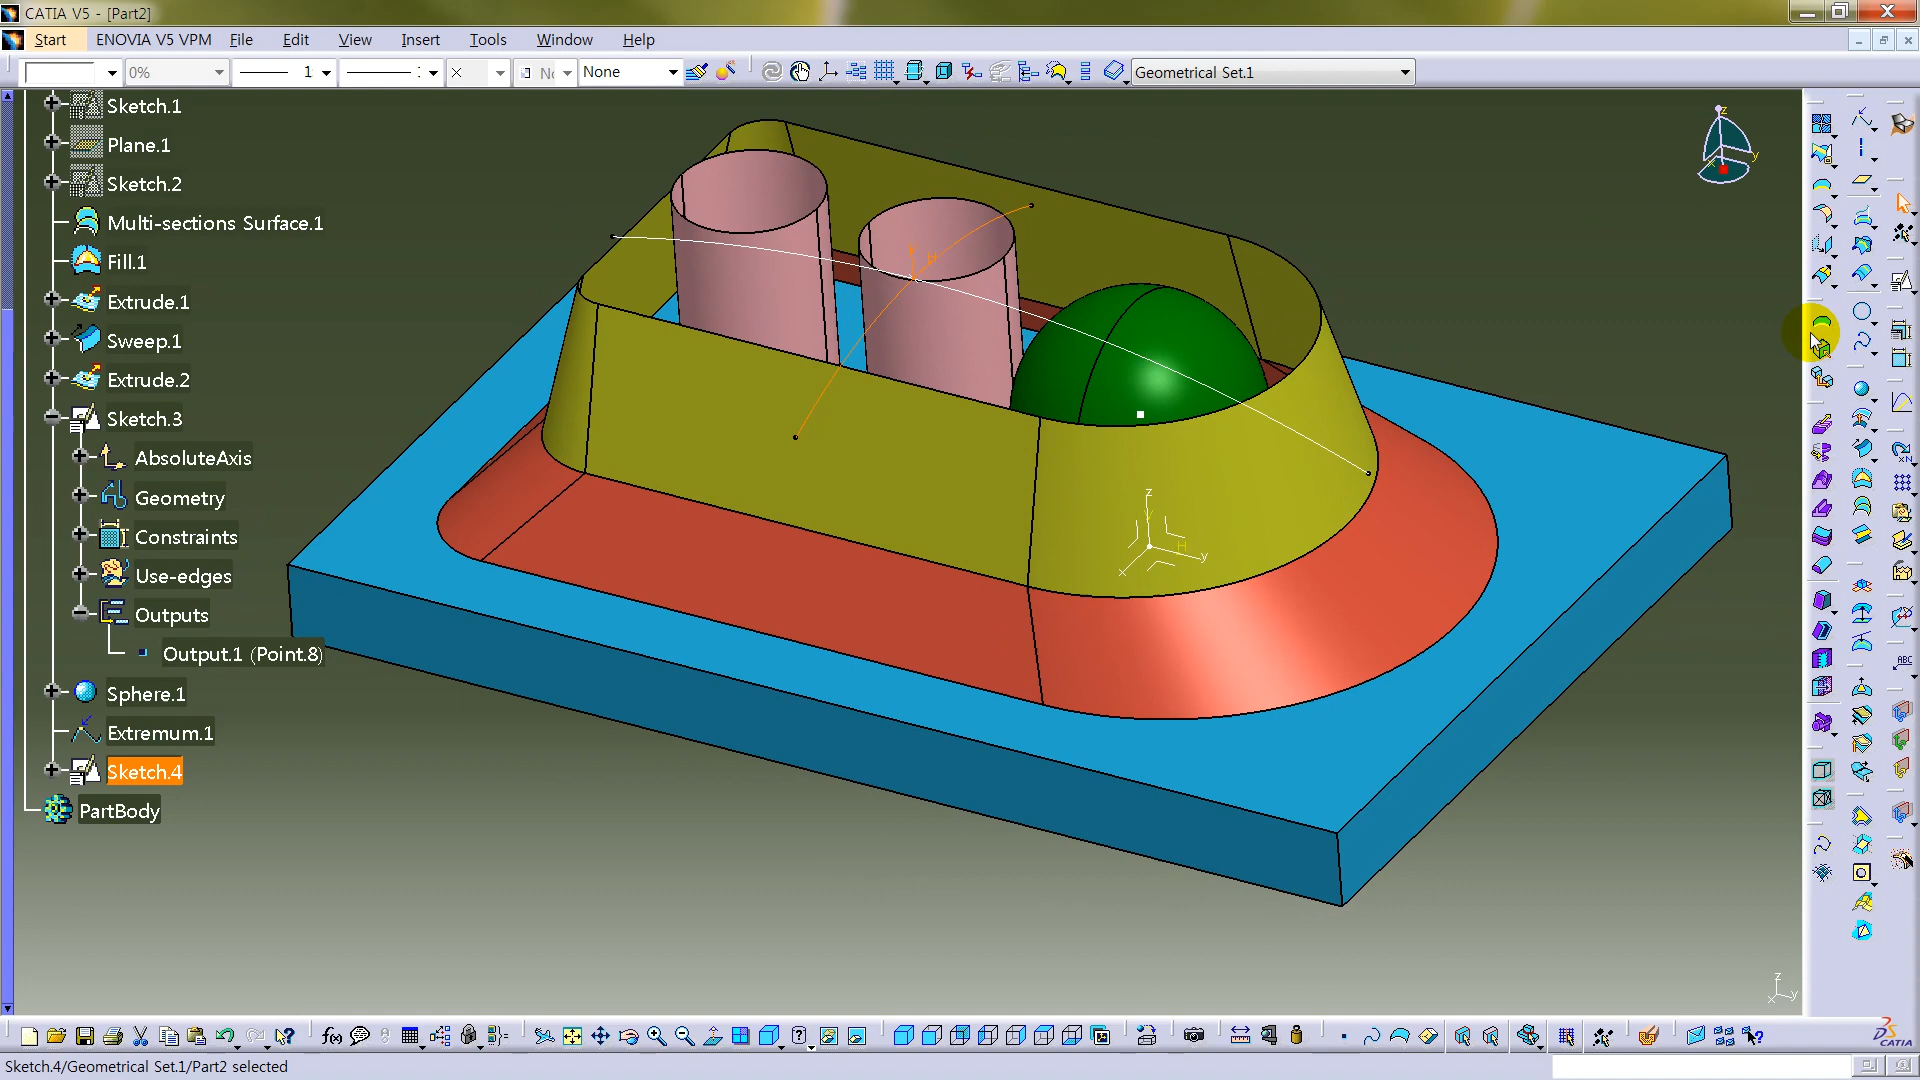 CATIA V5 - [Part2]
Start ENOVIA V5 VPM File Edit View Insert Tools Window Help
0% 1 None Geometrical Set.1
Sketch.1
Plane.1
Sketch.2
Multi-sections Surface.1
Fill.1
Extrude.1
Sweep.1
Extrude.2
Sketch.3
AbsoluteAxis
Geometry
Constraints
Use-edges
Outputs
Output.1 (Point.8)
Sphere.1
Extremum.1
Sketch.4
PartBody
z
y
H
z
H
y
x
z
x
y
ABC
f(x)
CATIA
Sketch.4/Geometrical Set.1/Part2 selected